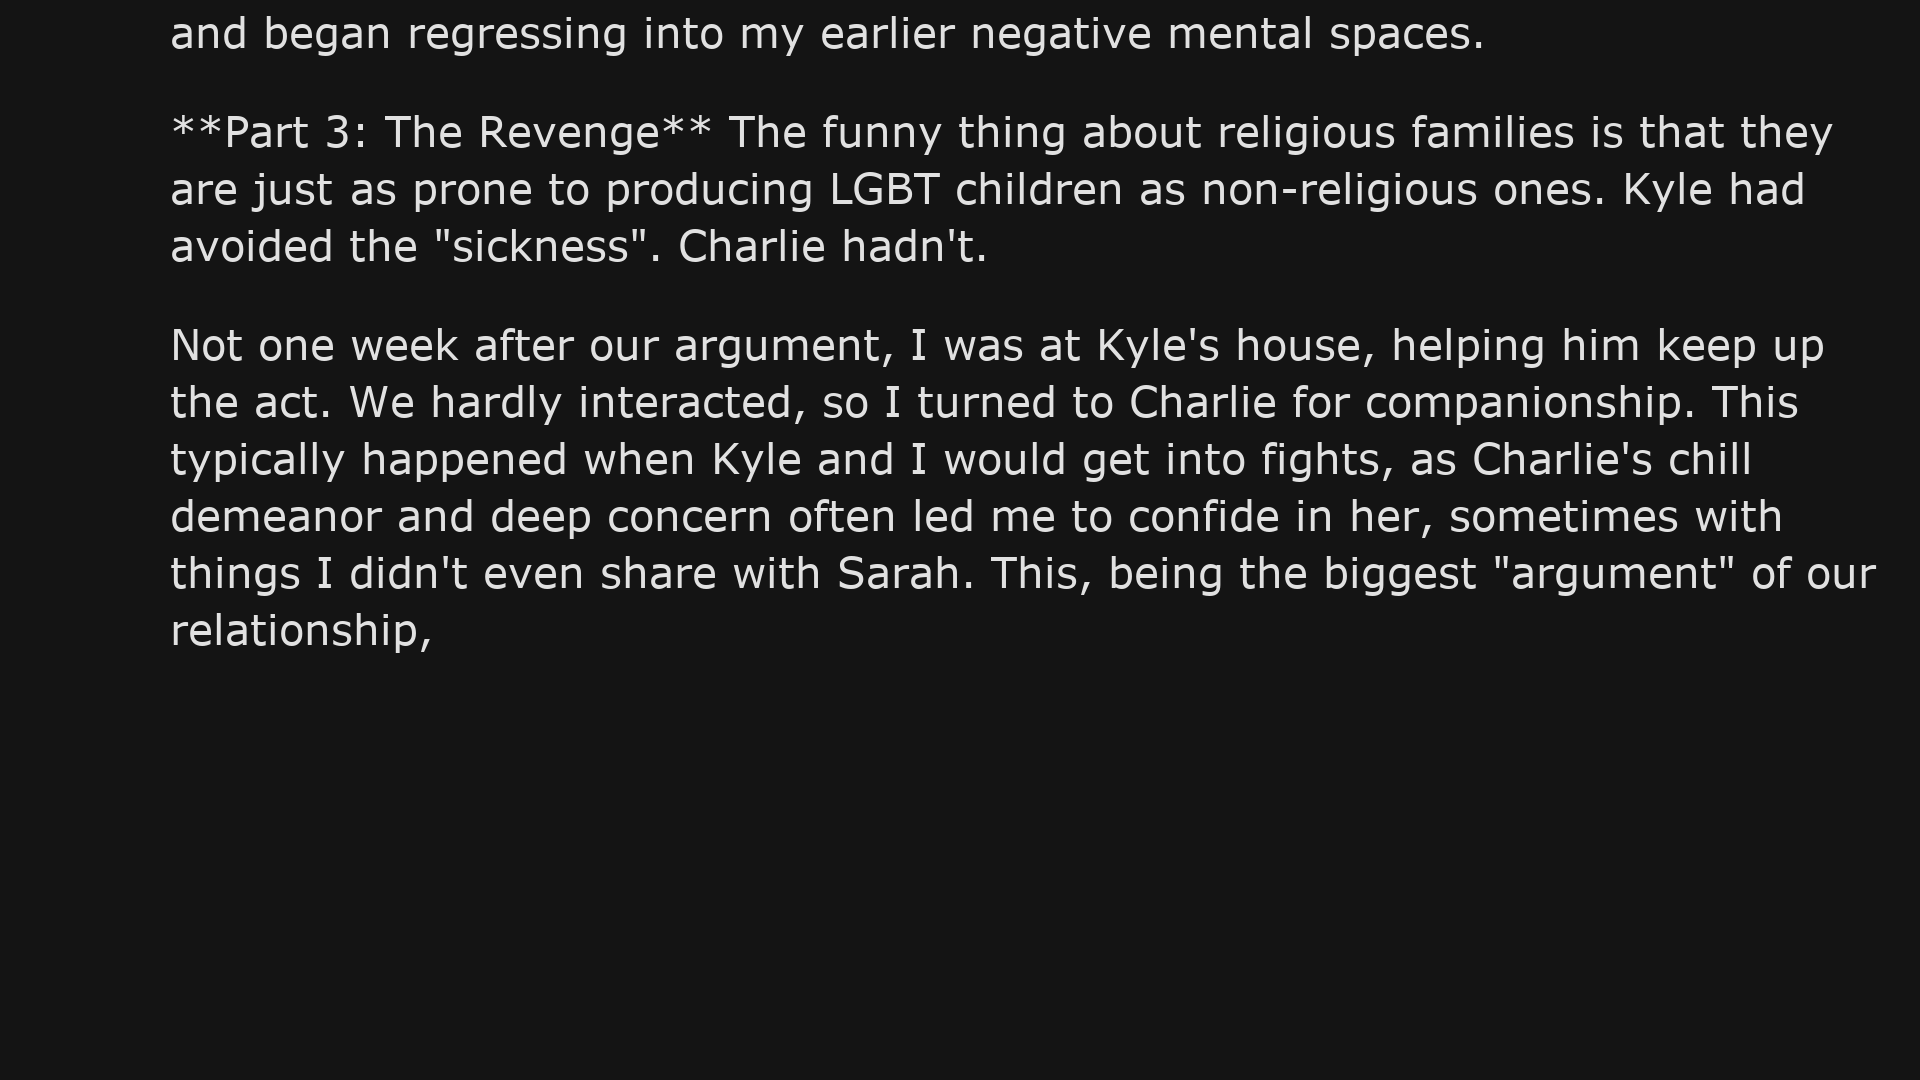 and began regressing into my earlier negative mental spaces.
**Part 3: The Revenge** The funny thing about religious families is that they
are just as prone to producing LGBT children as non-religious ones. Kyle had
avoided the "sickness". Charlie hadn't.
Not one week after our argument, I was at Kyle's house, helping him keep up
the act. We hardly interacted, so I turned to Charlie for companionship. This
typically happened when Kyle and I would get into fights, as Charlie's chill
demeanor and deep concern often led me to confide in her, sometimes with
things I didn't even share with Sarah. This, being the biggest "argument" of our
relationship,